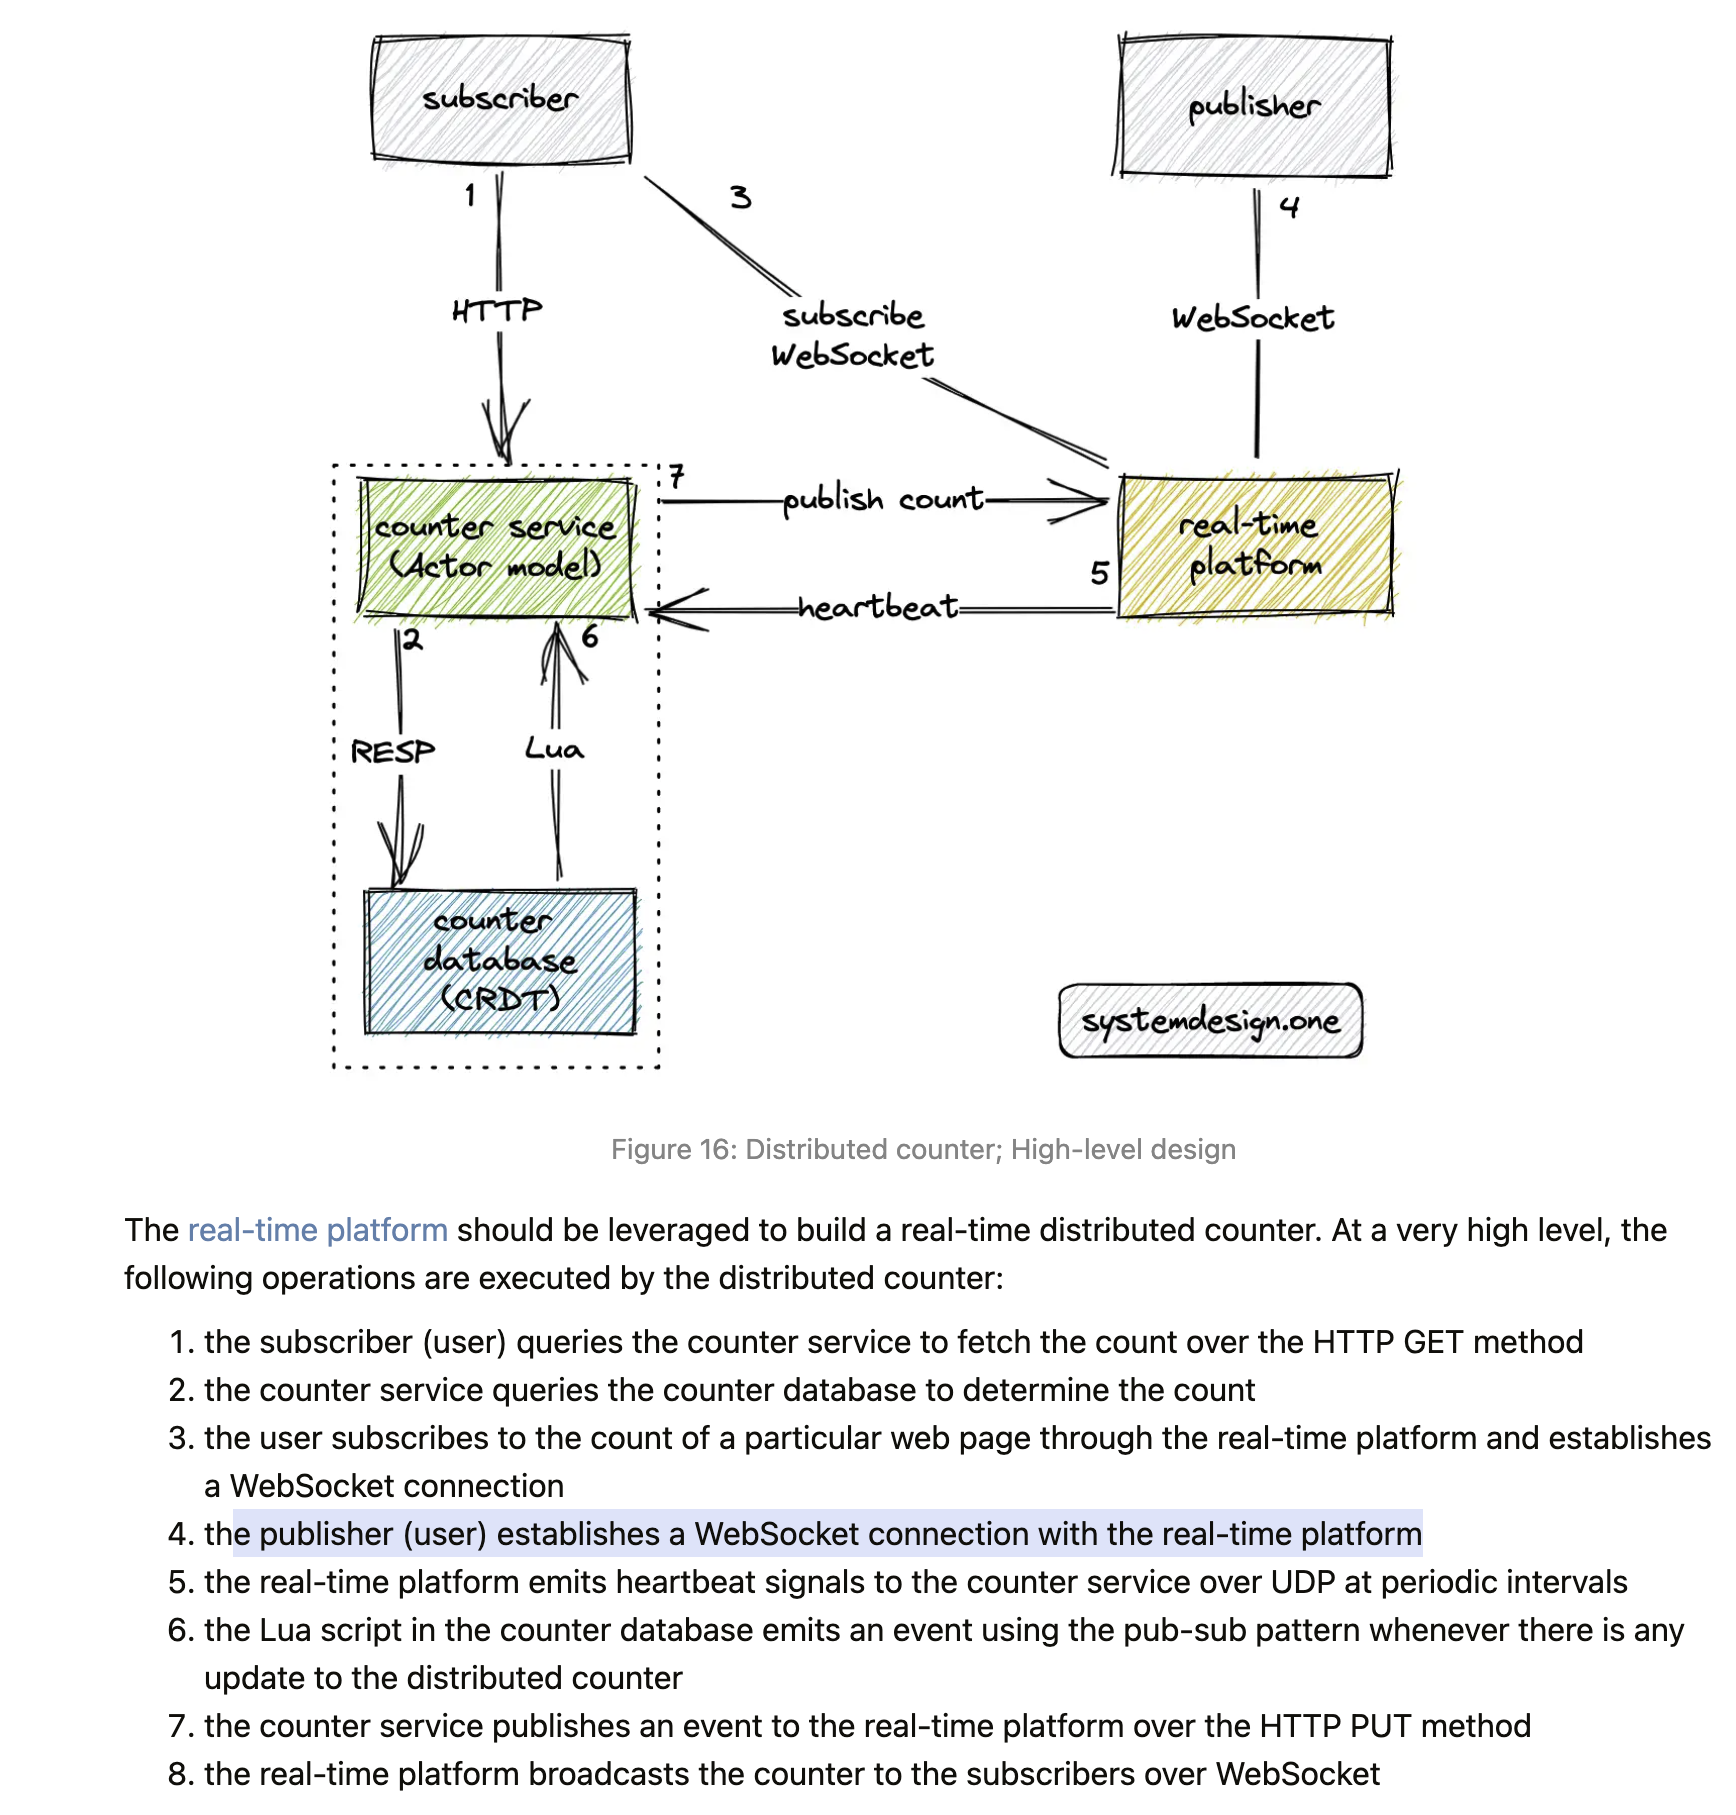 subscriber
publisher
1
3
4
HTTP
subscribe
WebSocket
WebSocket
7
publish count
counter service
(Actor model)
real-time
platform
5
heartbeat
2
6
RESP
Lua
counter
database
(CRDT)
systemdesign.one
Figure 16: Distributed counter; High-level design
The real-time platform should be leveraged to build a real-time distributed counter. At a very high level, the
following operations are executed by the distributed counter:
1. the subscriber (user) queries the counter service to fetch the count over the HTTP GET method
2. the counter service queries the counter database to determine the count
3. the user subscribes to the count of a particular web page through the real-time platform and establishes
a WebSocket connection
4. the publisher (user) establishes a WebSocket connection with the real-time platform
5. the real-time platform emits heartbeat signals to the counter service over UDP at periodic intervals
6. the Lua script in the counter database emits an event using the pub-sub pattern whenever there is any
update to the distributed counter
7. the counter service publishes an event to the real-time platform over the HTTP PUT method
8. the real-time platform broadcasts the counter to the subscribers over WebSocket